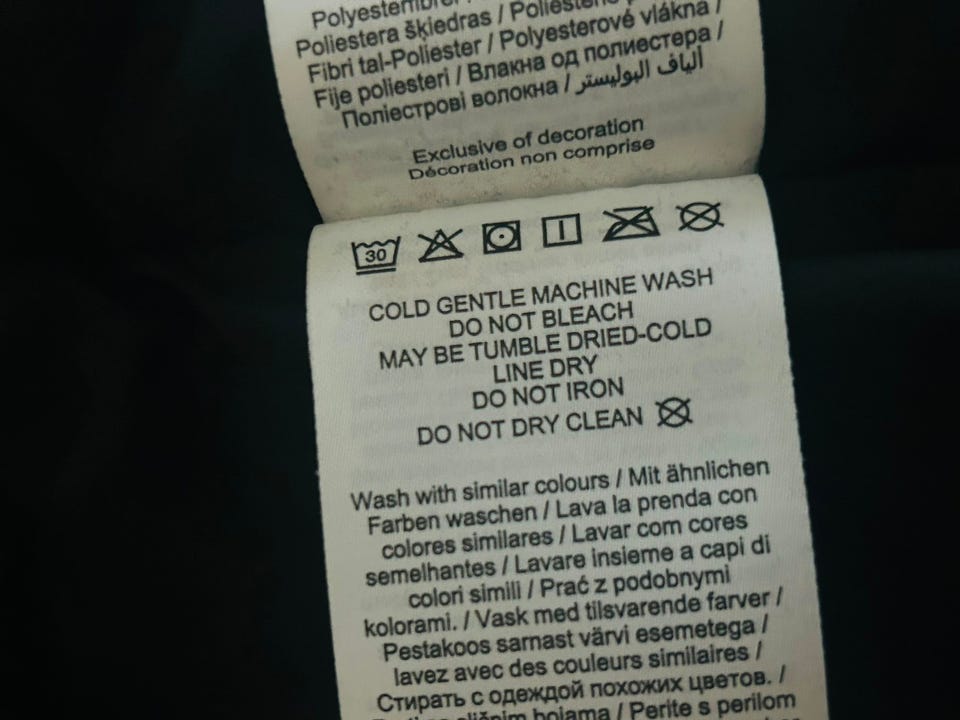 Poliestera šķiedras /
Fibri tal-Poliester / Polyesterové vlákna /
Fije poliesteri / Влакна од полиестера /
Поліестрові волокна / ألياف البوليستر
Exclusive of decoration
Décoration non comprise
30
COLD GENTLE MACHINE WASH
DO NOT BLEACH
MAY BE TUMBLE DRIED-COLD
LINE DRY
DO NOT IRON
DO NOT DRY CLEAN
Wash with similar colours / Mit ähnlichen
Farben waschen / Lava la prenda con
colores similares / Lavar com cores
semelhantes / Lavare insieme a capi di
colori simili / Prać z podobnymi
kolorami. / Vask med tilsvarende farver /
Pestakoos sarnast värvi esemetega /
lavez avec des couleurs similaires /
Стирать с одеждой похожих цветов. /
bojama / Perite s perilom